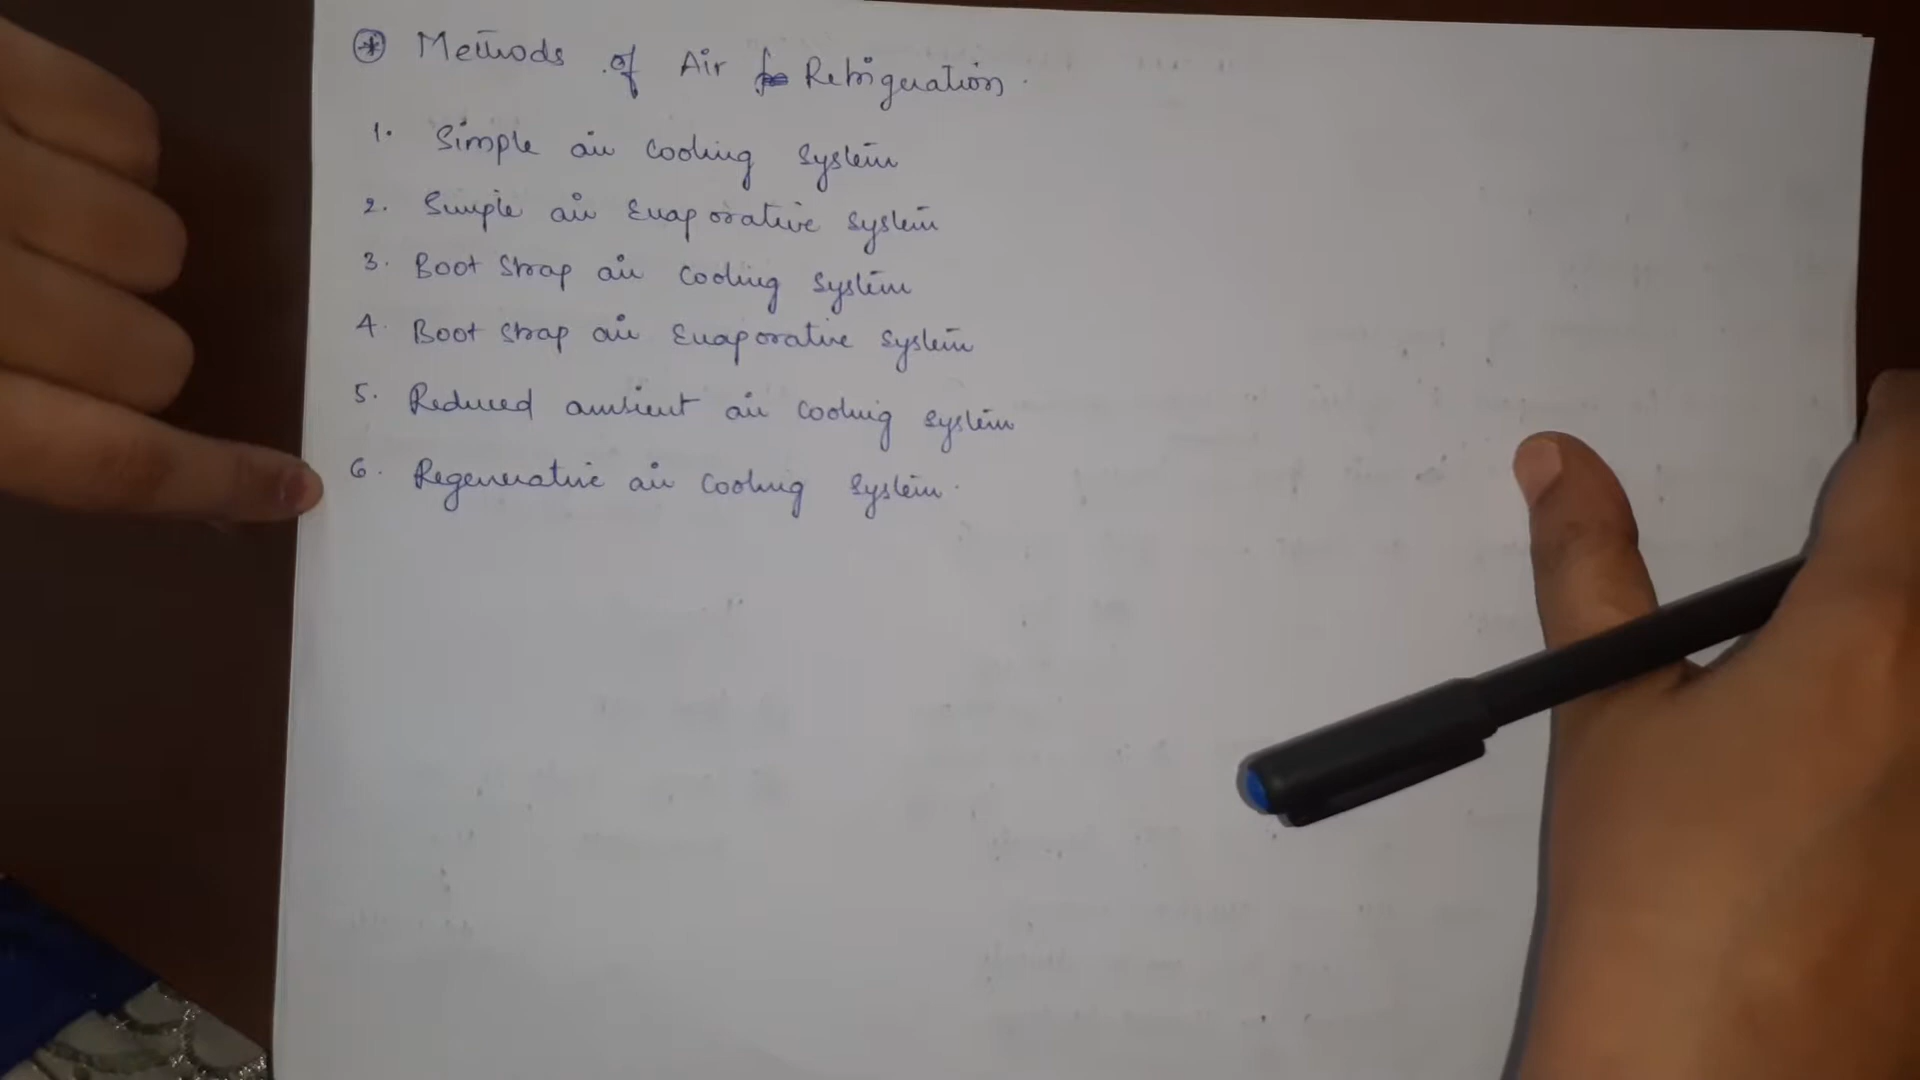 * Methods of Air Refrigeration.
1. Simple air cooling system
2. Simple air Evaporative system
3. Boot strap air cooling system
4. Boot strap air Evaporative system
5. Reduced ambient air cooling system
6. Regenerative air cooling system.